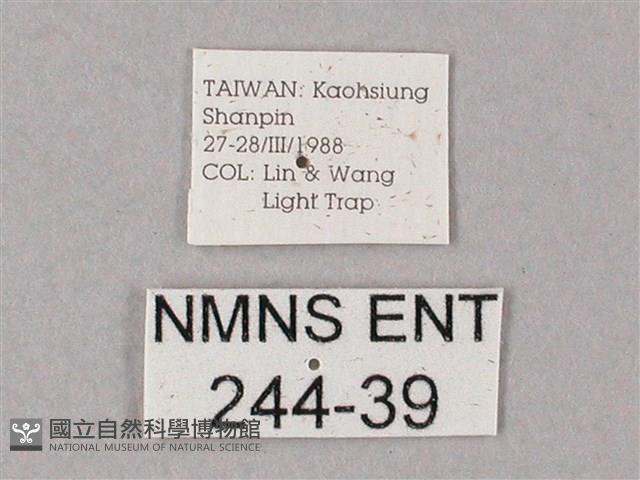 TAIWAN: Kaohsiung
Shanpin
27-28/III/1988
COL: Lin & Wang
Light Trap
NMNS ENT
244-39
國立自然科學博物館
NATIONAL MUSEUM OF NATURAL SCIENCE